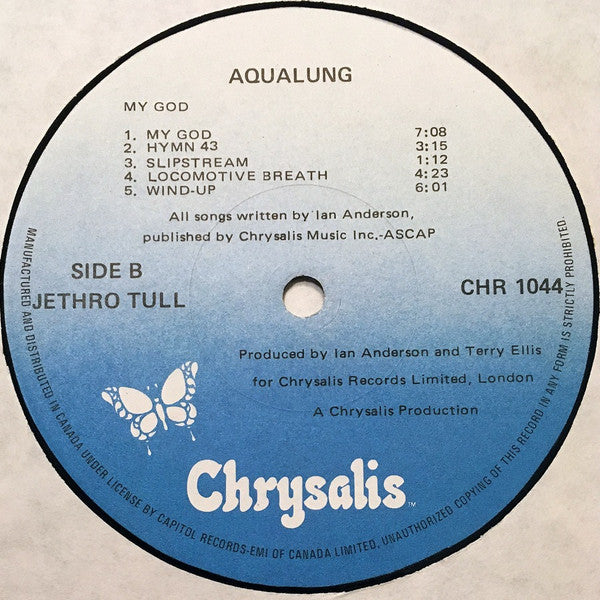 AQUALUNG
MY GOD
1. MY GOD 7:08
2. HYMN 43 3:15
3. SLIPSTREAM 1:12
4. LOCOMOTIVE BREATH 4:23
5. WIND-UP 6:01
All songs written by Ian Anderson,
published by Chrysalis Music Inc.-ASCAP
SIDE B
JETHRO TULL
CHR 1044
Produced by Ian Anderson and Terry Ellis
for Chrysalis Records Limited, London
A Chrysalis Production
Chrysalis™
MANUFACTURED AND DISTRIBUTED IN CANADA UNDER LICENSE BY CAPITOL RECORDS-EMI OF CANADA LIMITED. UNAUTHORIZED COPYING OF THIS RECORD IN ANY FORM IS STRICTLY PROHIBITED.